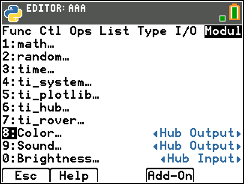 EDITOR: AAA
Func Ctl Ops List Type I/O Modul
1:math…
2:random…
3:time…
4:ti_system…
5:ti_plotlib…
6:ti_hub…
7:ti_rover…
8:Color… ◂Hub Output▸
9:Sound… ◂Hub Output▸
0:Brightness… ◂Hub Input▸
Esc Help Add-On